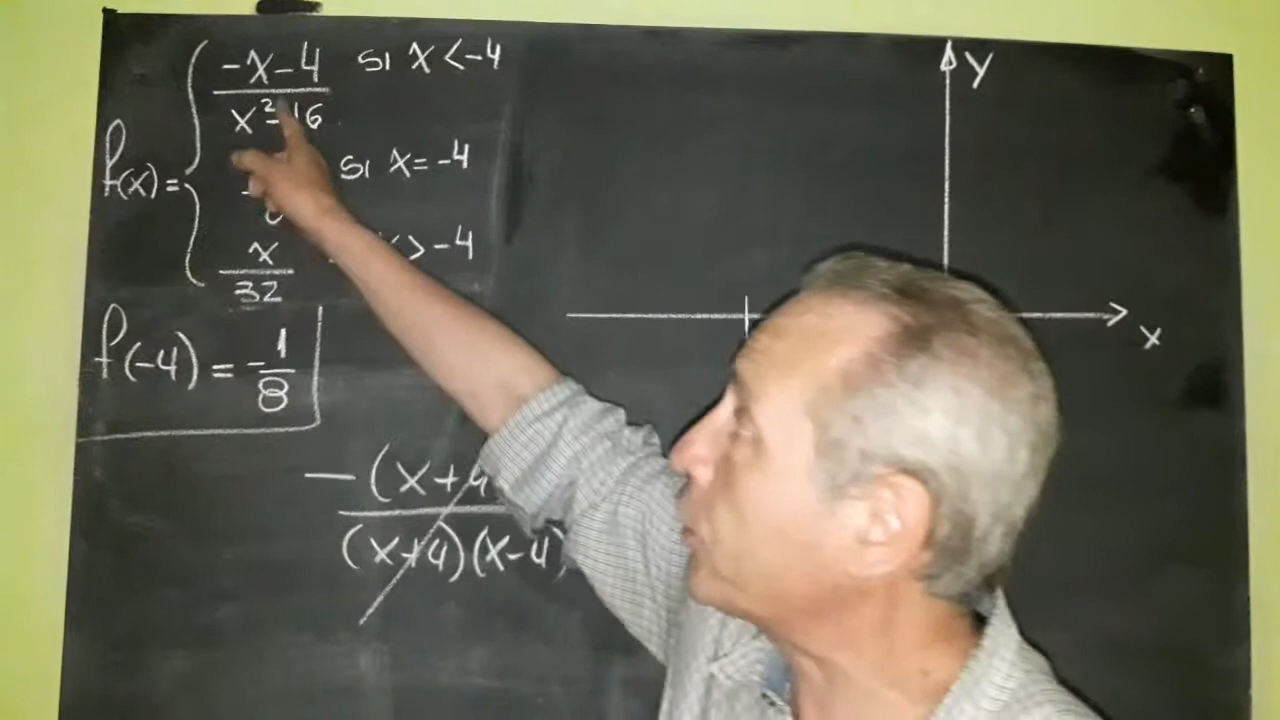 -x-4 si x < -4
x²-16
f(x) = si x = -4
x > -4
x
32
f(-4) = -1/8
-(x+4
(x+4)(x-4)
y
x